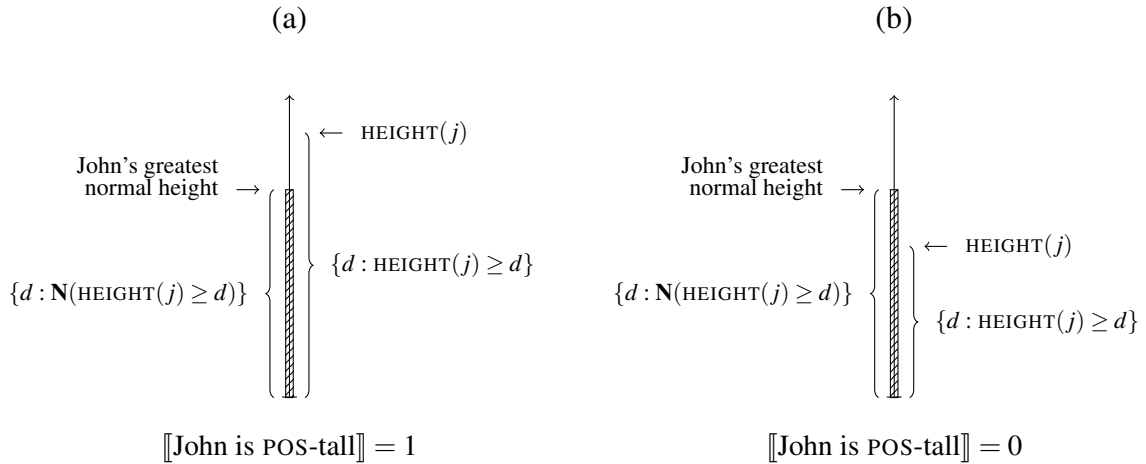 (a)
HEIGHT(j)
John's greatest
normal height
{d : HEIGHT(j) ≥ d}
{d : N(HEIGHT(j) ≥ d)}
⟦John is POS-tall⟧ = 1
(b)
John's greatest
normal height
HEIGHT(j)
{d : N(HEIGHT(j) ≥ d)}
{d : HEIGHT(j) ≥ d}
⟦John is POS-tall⟧ = 0